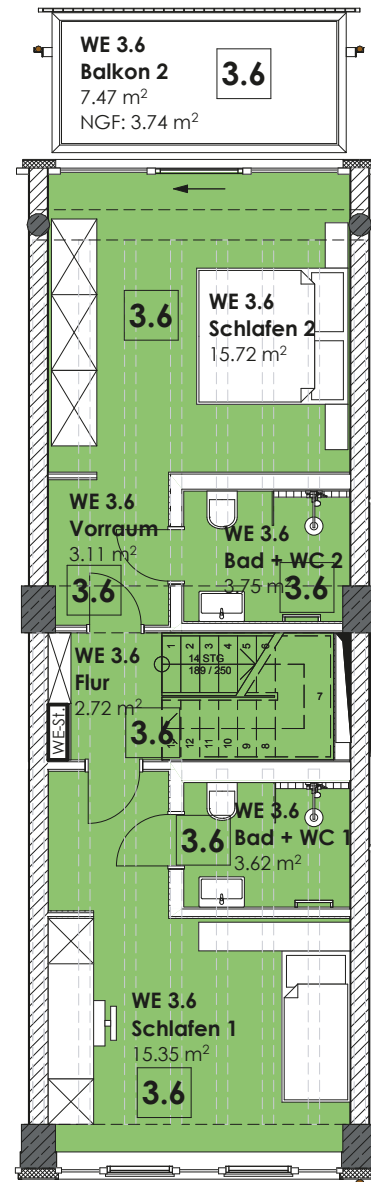 WE 3.6
Balkon 2
7.47 m²
NGF: 3.74 m²
3.6
3.6
WE 3.6
Schlafen 2
15.72 m²
WE 3.6
Vorraum
3.11 m²
3.6
WE 3.6
Bad + WC 2
3.75 m²
3.6
WE 3.6
Flur
2.72 m²
WE-St.
3.6
1 2 3 4 5 6
14 STG
189 / 250
7
13 12 11 10 9 8
WE 3.6
Bad + WC 1
3.62 m²
3.6
WE 3.6
Schlafen 1
15.35 m²
3.6